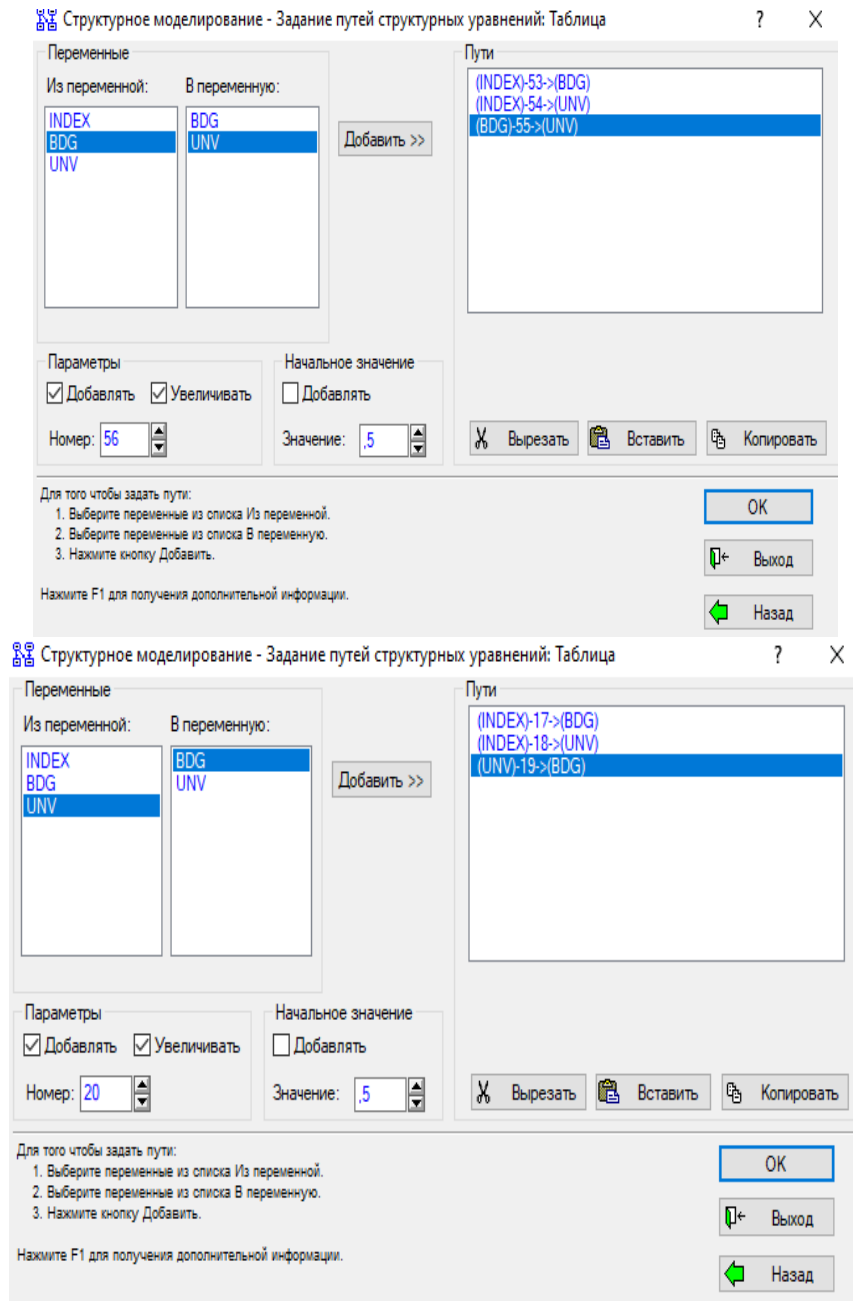 Структурное моделирование - Задание путей структурных уравнений: Таблица ? X
Переменные
Из переменной: В переменную:
INDEX
BDG
UNV
BDG
UNV
Добавить >>
Пути
(INDEX)-53->(BDG)
(INDEX)-54->(UNV)
(BDG)-55->(UNV)
Параметры
Добавлять Увеличивать
Номер: 56
Начальное значение
Добавлять
Значение: ,5
Вырезать Вставить Копировать
Для того чтобы задать пути:
1. Выберите переменные из списка Из переменной.
2. Выберите переменные из списка В переменную.
3. Нажмите кнопку Добавить.
Нажмите F1 для получения дополнительной информации.
OK
Выход
Назад
Структурное моделирование - Задание путей структурных уравнений: Таблица ? X
Переменные
Из переменной: В переменную:
INDEX
BDG
UNV
BDG
UNV
Добавить >>
Пути
(INDEX)-17->(BDG)
(INDEX)-18->(UNV)
(UNV)-19->(BDG)
Параметры
Добавлять Увеличивать
Номер: 20
Начальное значение
Добавлять
Значение: ,5
Вырезать Вставить Копировать
Для того чтобы задать пути:
1. Выберите переменные из списка Из переменной.
2. Выберите переменные из списка В переменную.
3. Нажмите кнопку Добавить.
Нажмите F1 для получения дополнительной информации.
OK
Выход
Назад